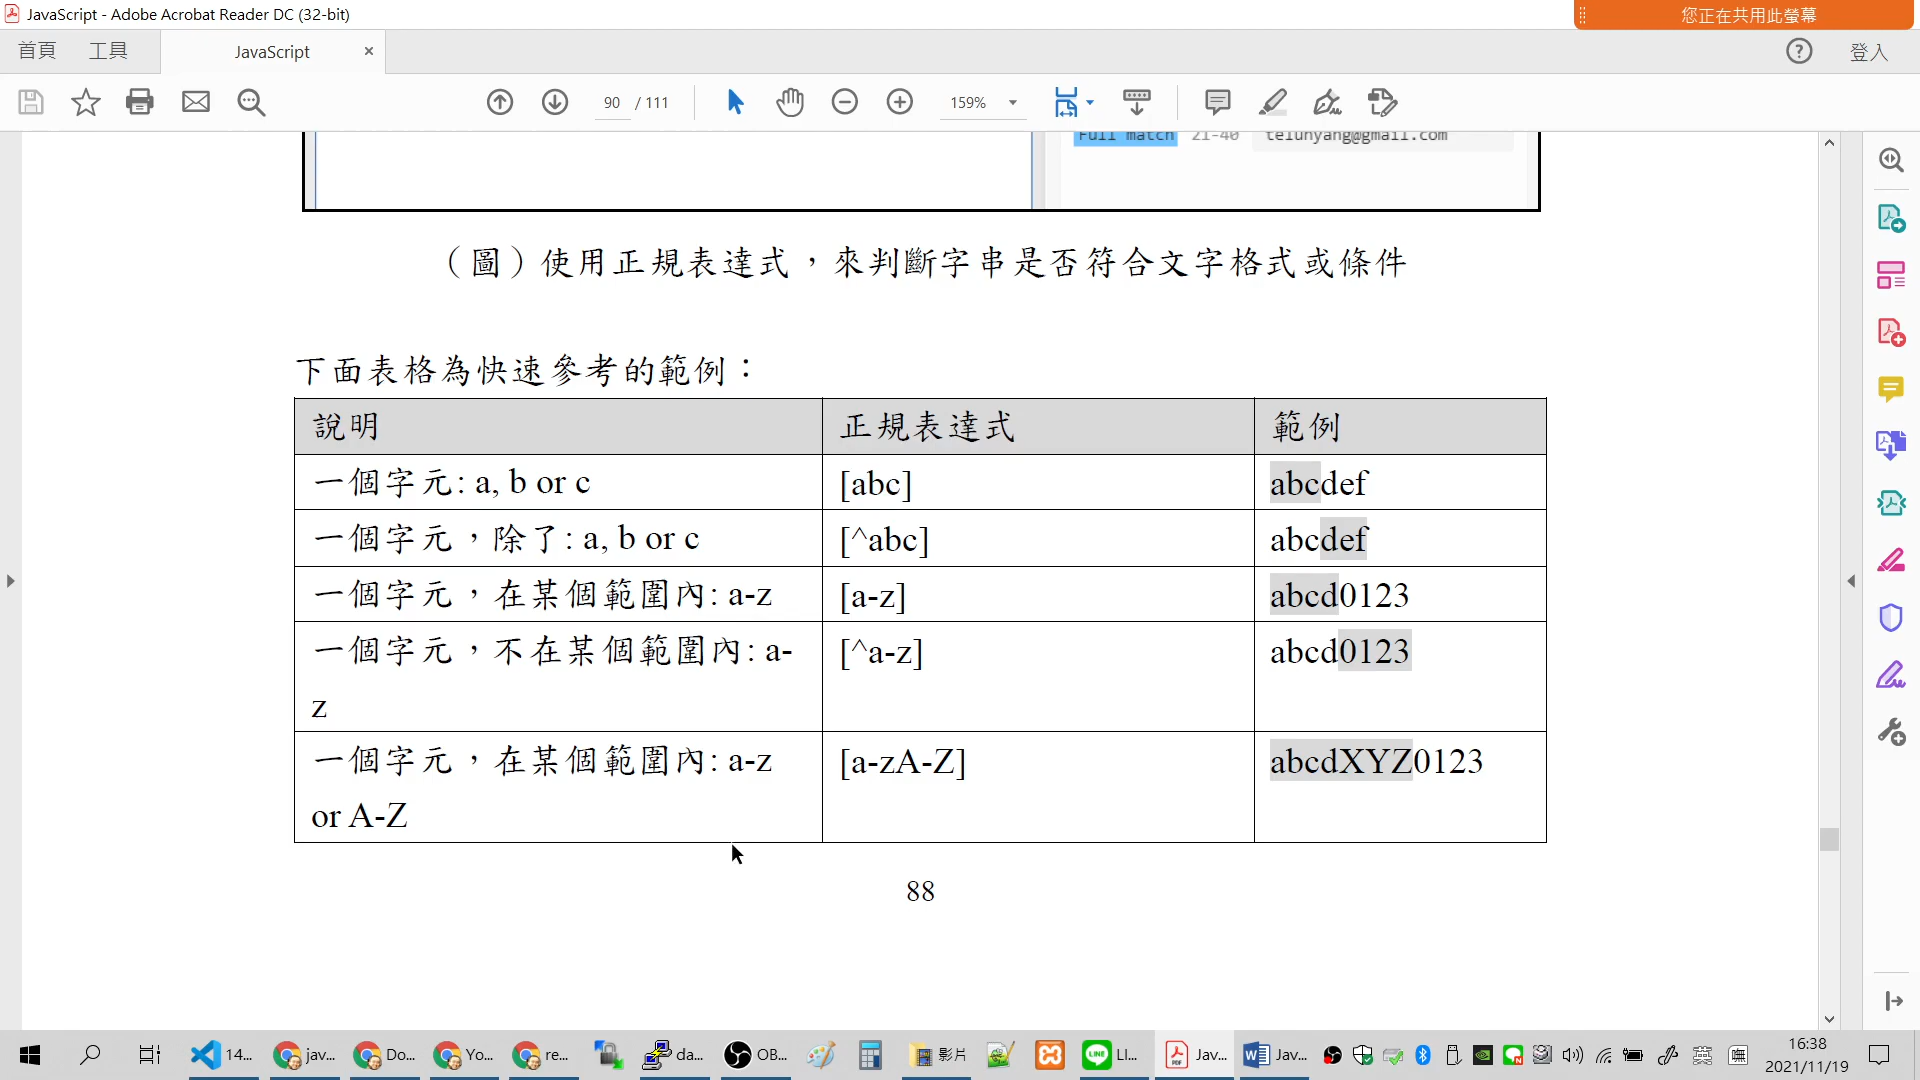 JavaScript - Adobe Acrobat Reader DC (32-bit)
您正在共用此螢幕
首頁 工具 JavaScript × 登入
90 / 111 159%
Full match 21-40 telunyang@gmail.com
（圖）使用正規表達式，來判斷字串是否符合文字格式或條件
下面表格為快速參考的範例：
說明 正規表達式 範例
一個字元: a, b or c [abc] abcdef
一個字元，除了: a, b or c [^abc] abcdef
一個字元，在某個範圍內: a-z [a-z] abcd0123
一個字元，不在某個範圍內: a- [^a-z] abcd0123
z
一個字元，在某個範圍內: a-z [a-zA-Z] abcdXYZ0123
or A-Z
88
14... jav... Do... Yo... re... da... OB... 影片 LI... Jav... Jav... 英 16:38
2021/11/19